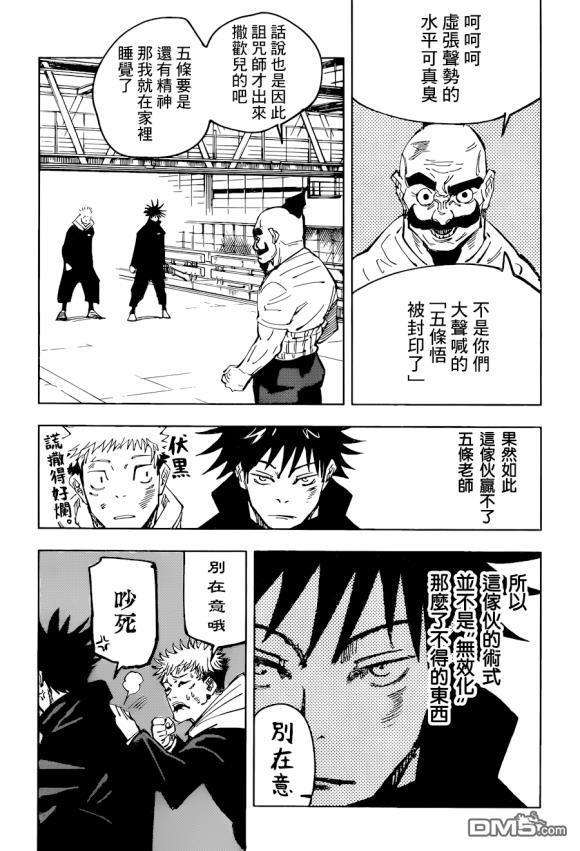 呵呵呵
虛張聲勢的
水平可真臭
不是你們
大聲喊的
「五條悟
被封印了」
話說也是因此
詛咒師才出來
撒歡兒的吧
五條要是
還有精神
那我就在家裡
睡覺了
果然如此
這傢伙贏不了
五條老師
伏黑
謊撒得好爛。
所以
這傢伙的術式
並不是〝無效化〞
那麼了不得的東西
別在意
別在意哦
吵死
DM5.com